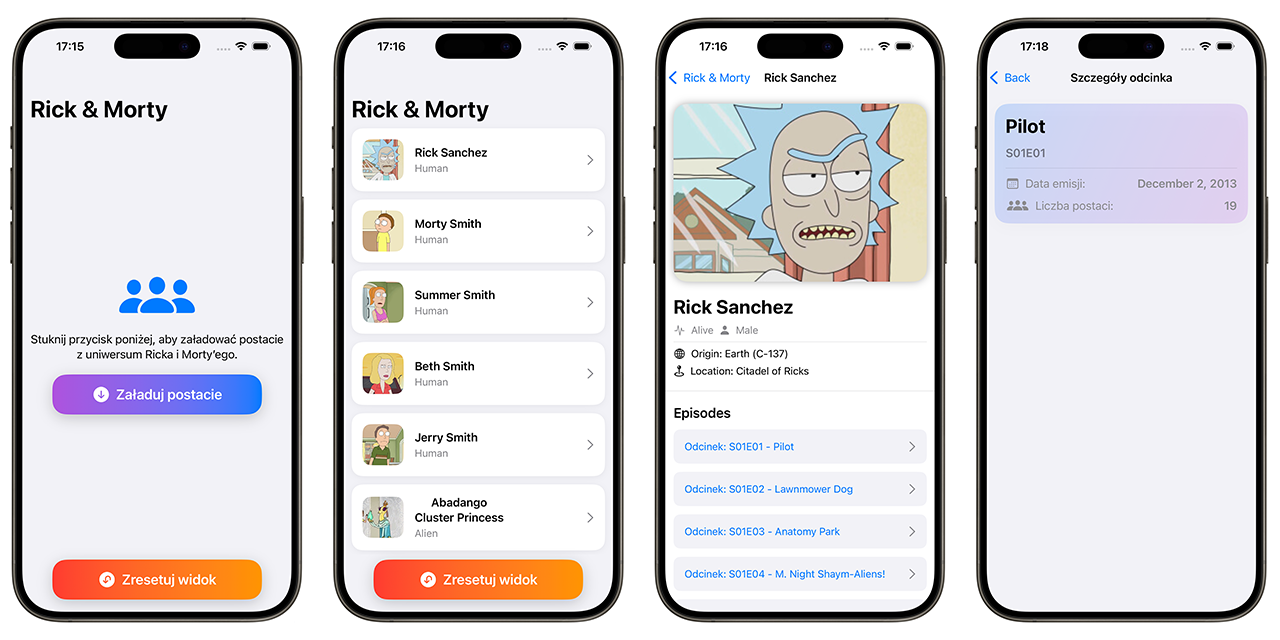 17:15
Rick & Morty
Stuknij przycisk poniżej, aby załadować postacie
z uniwersum Ricka i Morty'ego.
Załaduj postacie
Zresetuj widok
17:16
Rick & Morty
Rick Sanchez
Human
Morty Smith
Human
Summer Smith
Human
Beth Smith
Human
Jerry Smith
Human
Abadango
Cluster Princess
Alien
Zresetuj widok
17:16
Rick & Morty Rick Sanchez
Rick Sanchez
Alive Male
Origin: Earth (C-137)
Location: Citadel of Ricks
Episodes
Odcinek: S01E01 - Pilot
Odcinek: S01E02 - Lawnmower Dog
Odcinek: S01E03 - Anatomy Park
Odcinek: S01E04 - M. Night Shaym-Aliens!
17:18
Back Szczegóły odcinka
Pilot
S01E01
Data emisji: December 2, 2013
Liczba postaci: 19